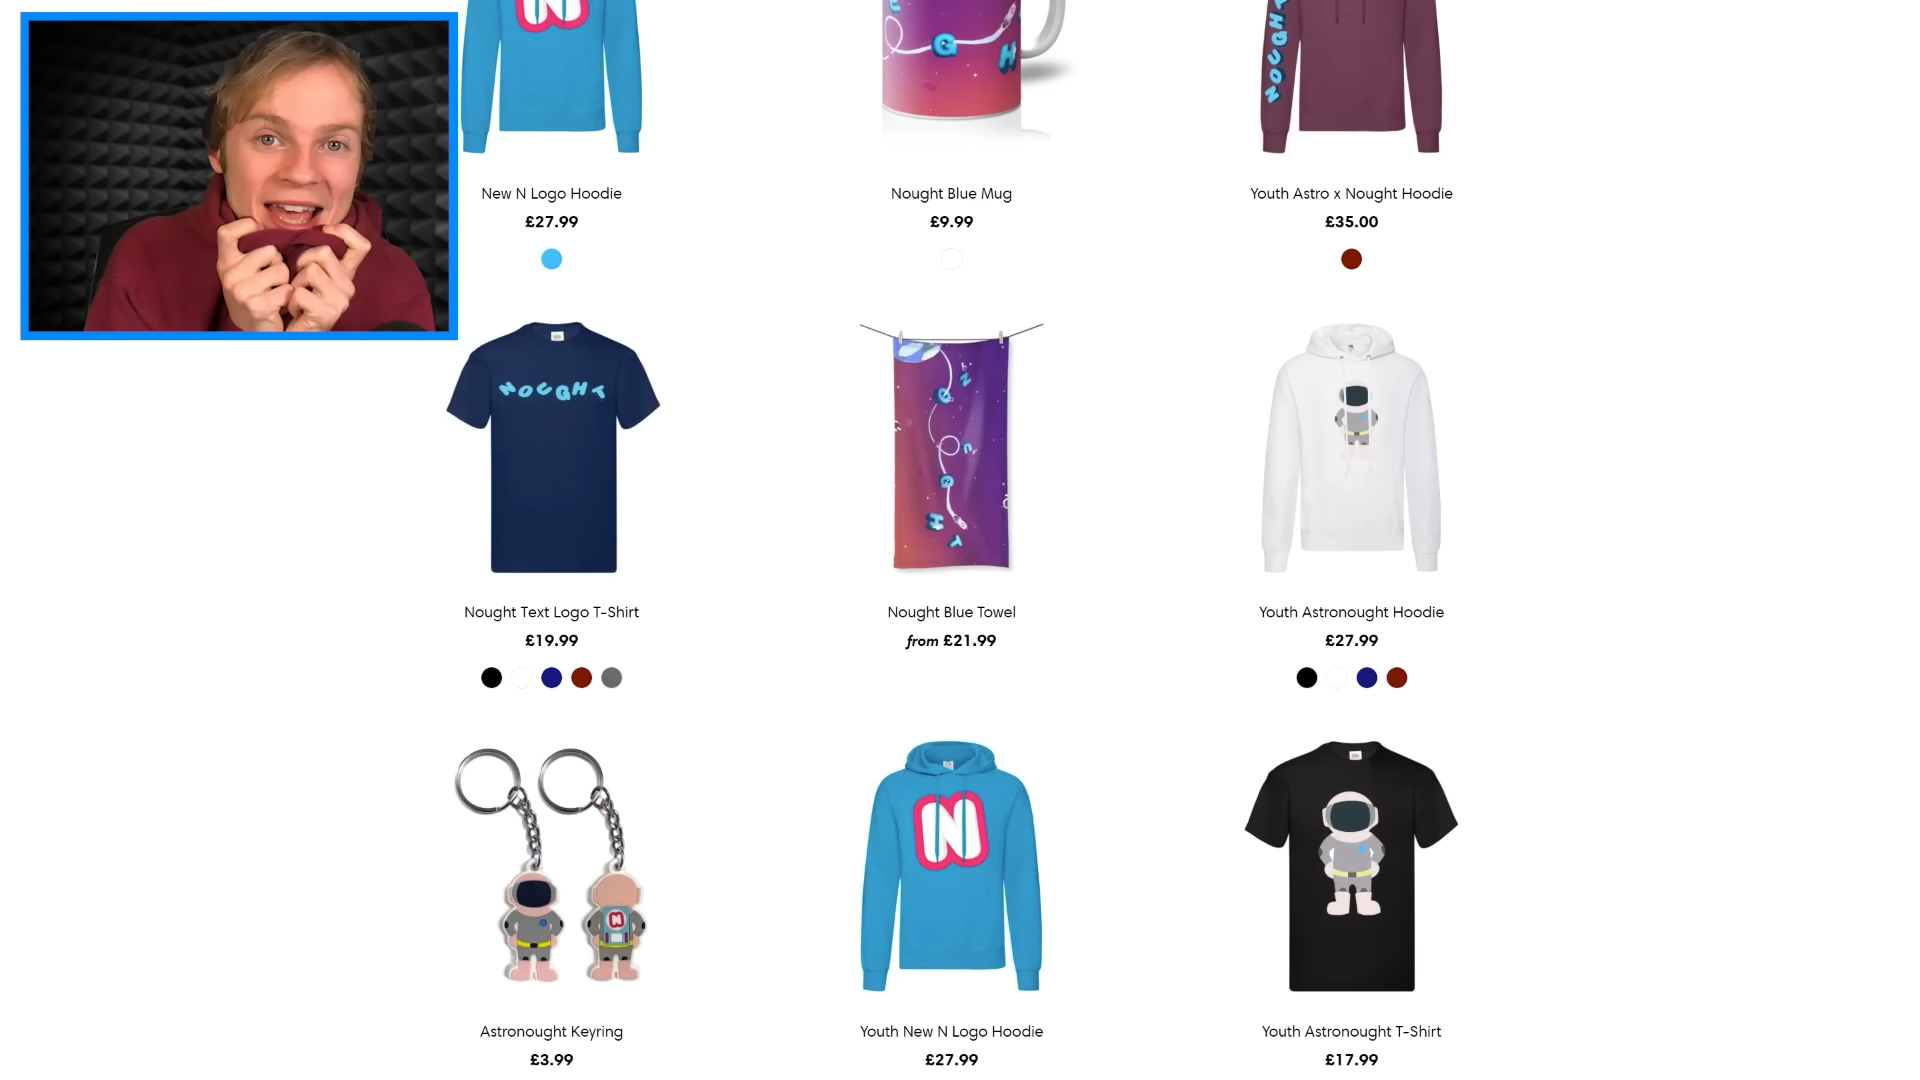 N
G
H
NOUGH
New N Logo Hoodie
£27.99
Nought Blue Mug
£9.99
Youth Astro x Nought Hoodie
£35.00
NOUGHT
N
O
U
G
H
T
Nought Text Logo T-Shirt
£19.99
Nought Blue Towel
from £21.99
Youth Astronought Hoodie
£27.99
N
N
Astronought Keyring
£3.99
Youth New N Logo Hoodie
£27.99
Youth Astronought T-Shirt
£17.99